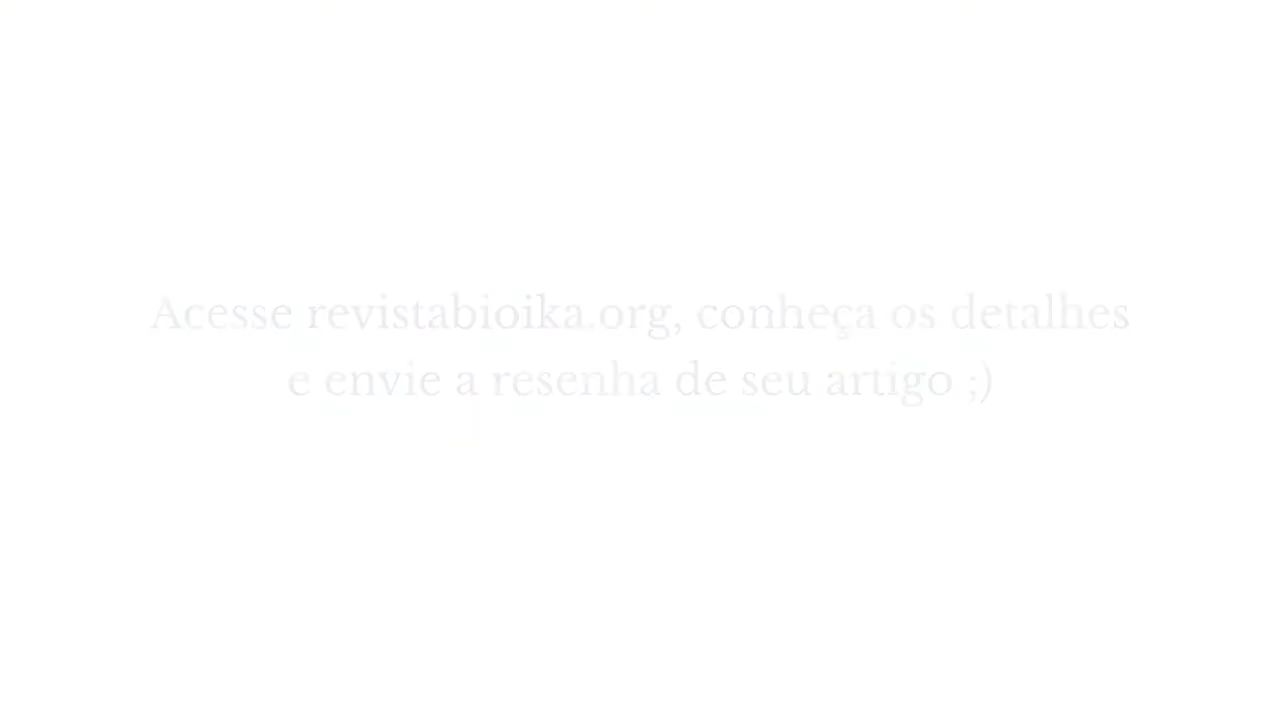 Acesse revistabioika.org, conheça os detalhes
e envie a resenha de seu artigo ;)